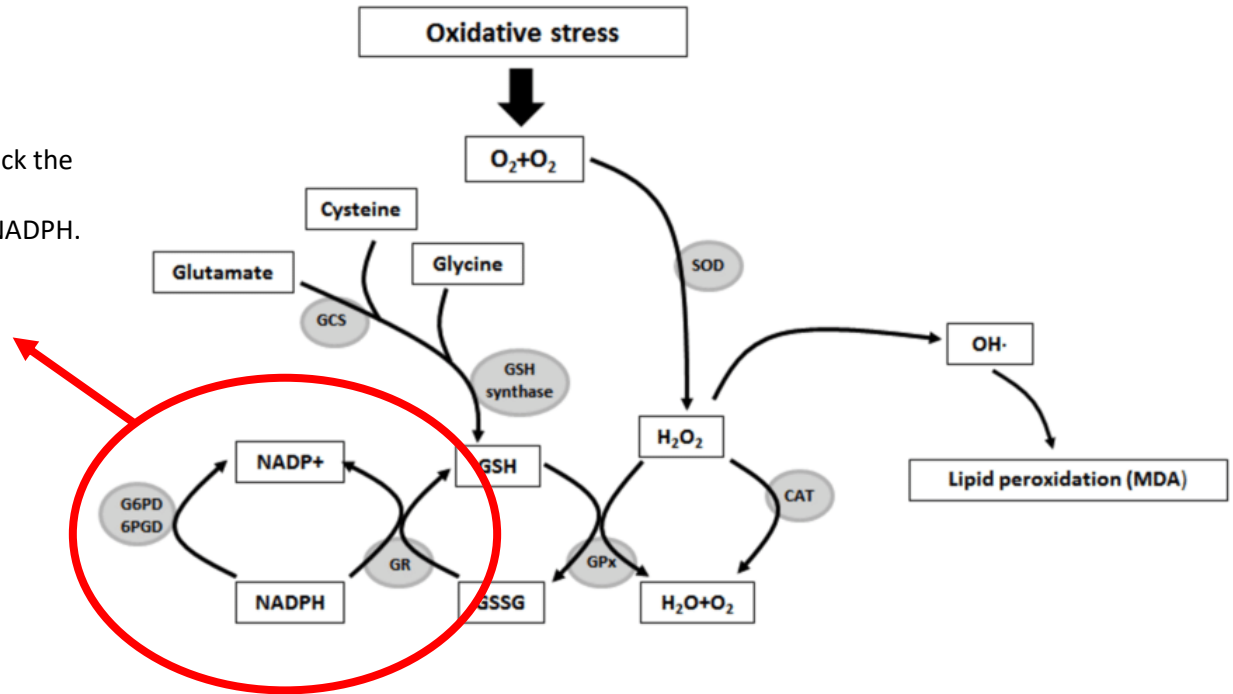 Oxidative stress
ck the
NADPH.
O₂+O₂
Cysteine
Glutamate
Glycine
SOD
GCS
GSH
synthase
OH·
H₂O₂
NADP+
GSH
Lipid peroxidation (MDA)
G6PD
6PGD
CAT
GR
GPx
NADPH
GSSG
H₂O+O₂